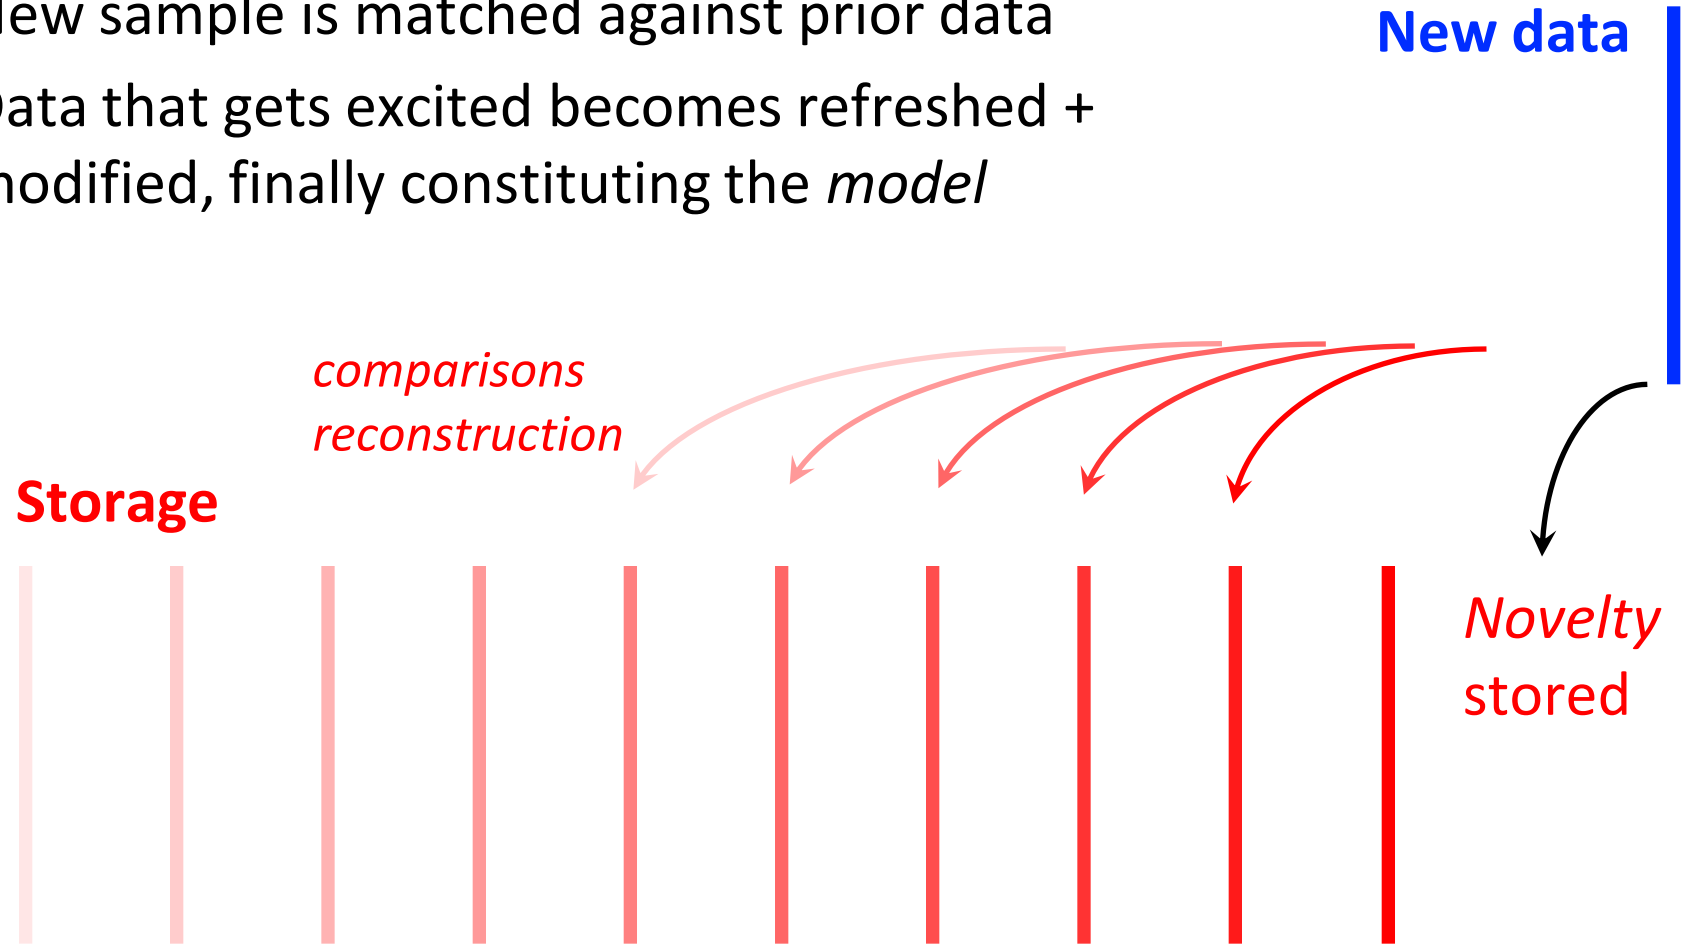 ew sample is matched against prior data
New data
ata that gets excited becomes refreshed +
odified, finally constituting the model
comparisons
reconstruction
Storage
Novelty
stored